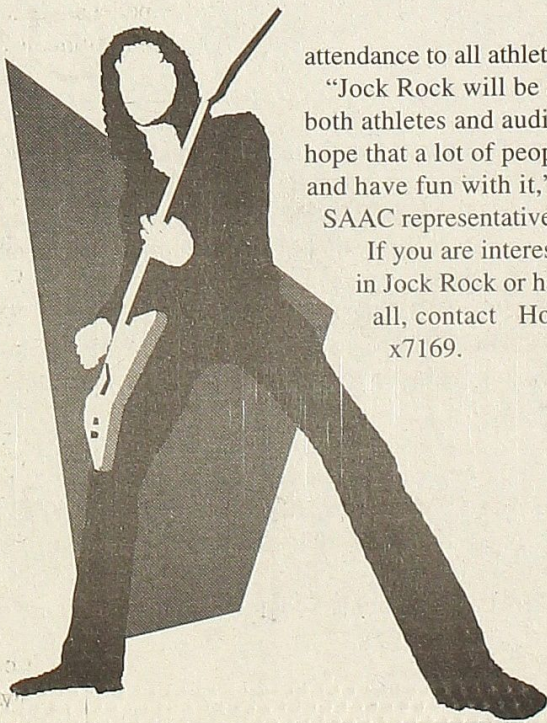 attendance to all athlet
“Jock Rock will be
both athletes and audi
hope that a lot of peop
and have fun with it,”
SAAC representative
If you are interes
in Jock Rock or h
all, contact Ho
x7169.